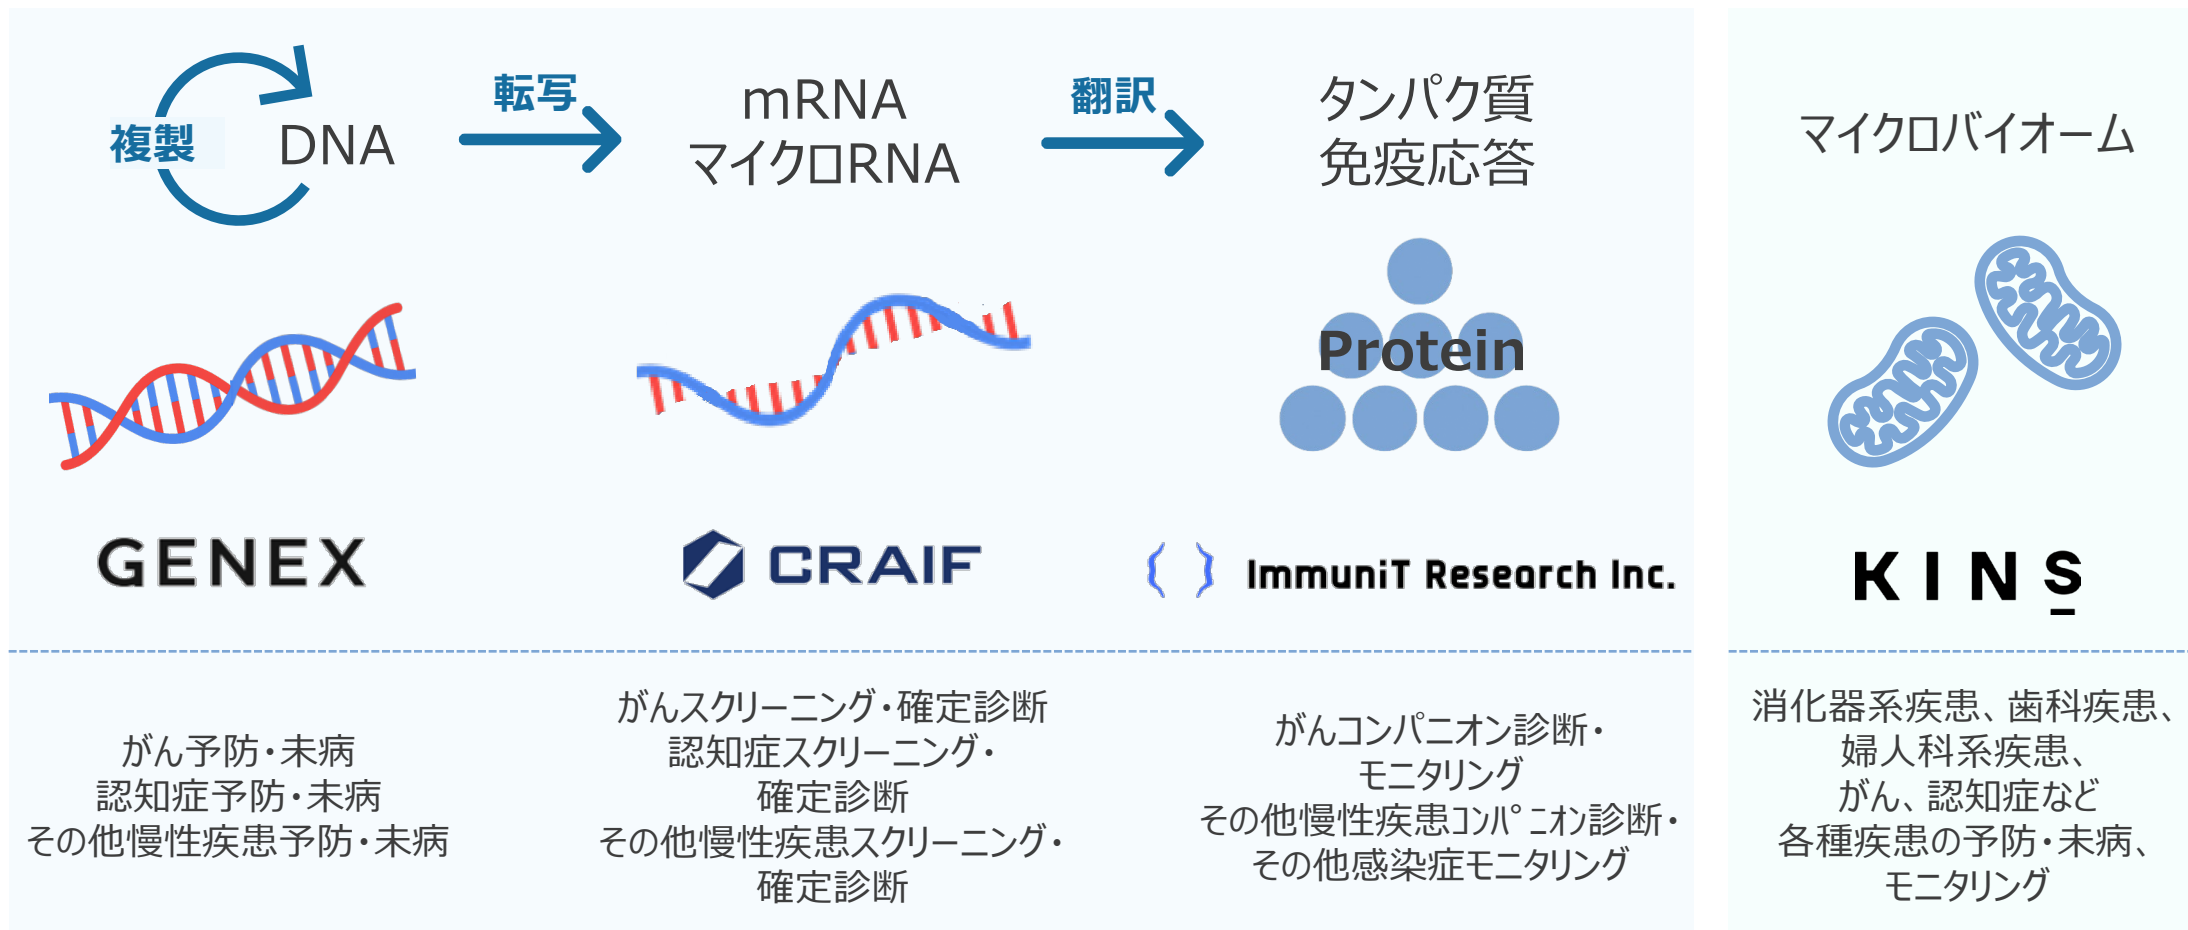 複製
DNA
転写
mRNA
マイクロRNA
翻訳
タンパク質
免疫応答
マイクロバイオーム
Protein
GENEX
CRAIF
ImmuniT Research Inc.
KINS
がん予防・未病
認知症予防・未病
その他慢性疾患予防・未病
がんスクリーニング・確定診断
認知症スクリーニング・
確定診断
その他慢性疾患スクリーニング・
確定診断
がんコンパニオン診断・
モニタリング
その他慢性疾患ｺﾝﾊﾟﾆｵﾝ診断・
その他感染症モニタリング
消化器系疾患、歯科疾患、
婦人科系疾患、
がん、認知症など
各種疾患の予防・未病、
モニタリング